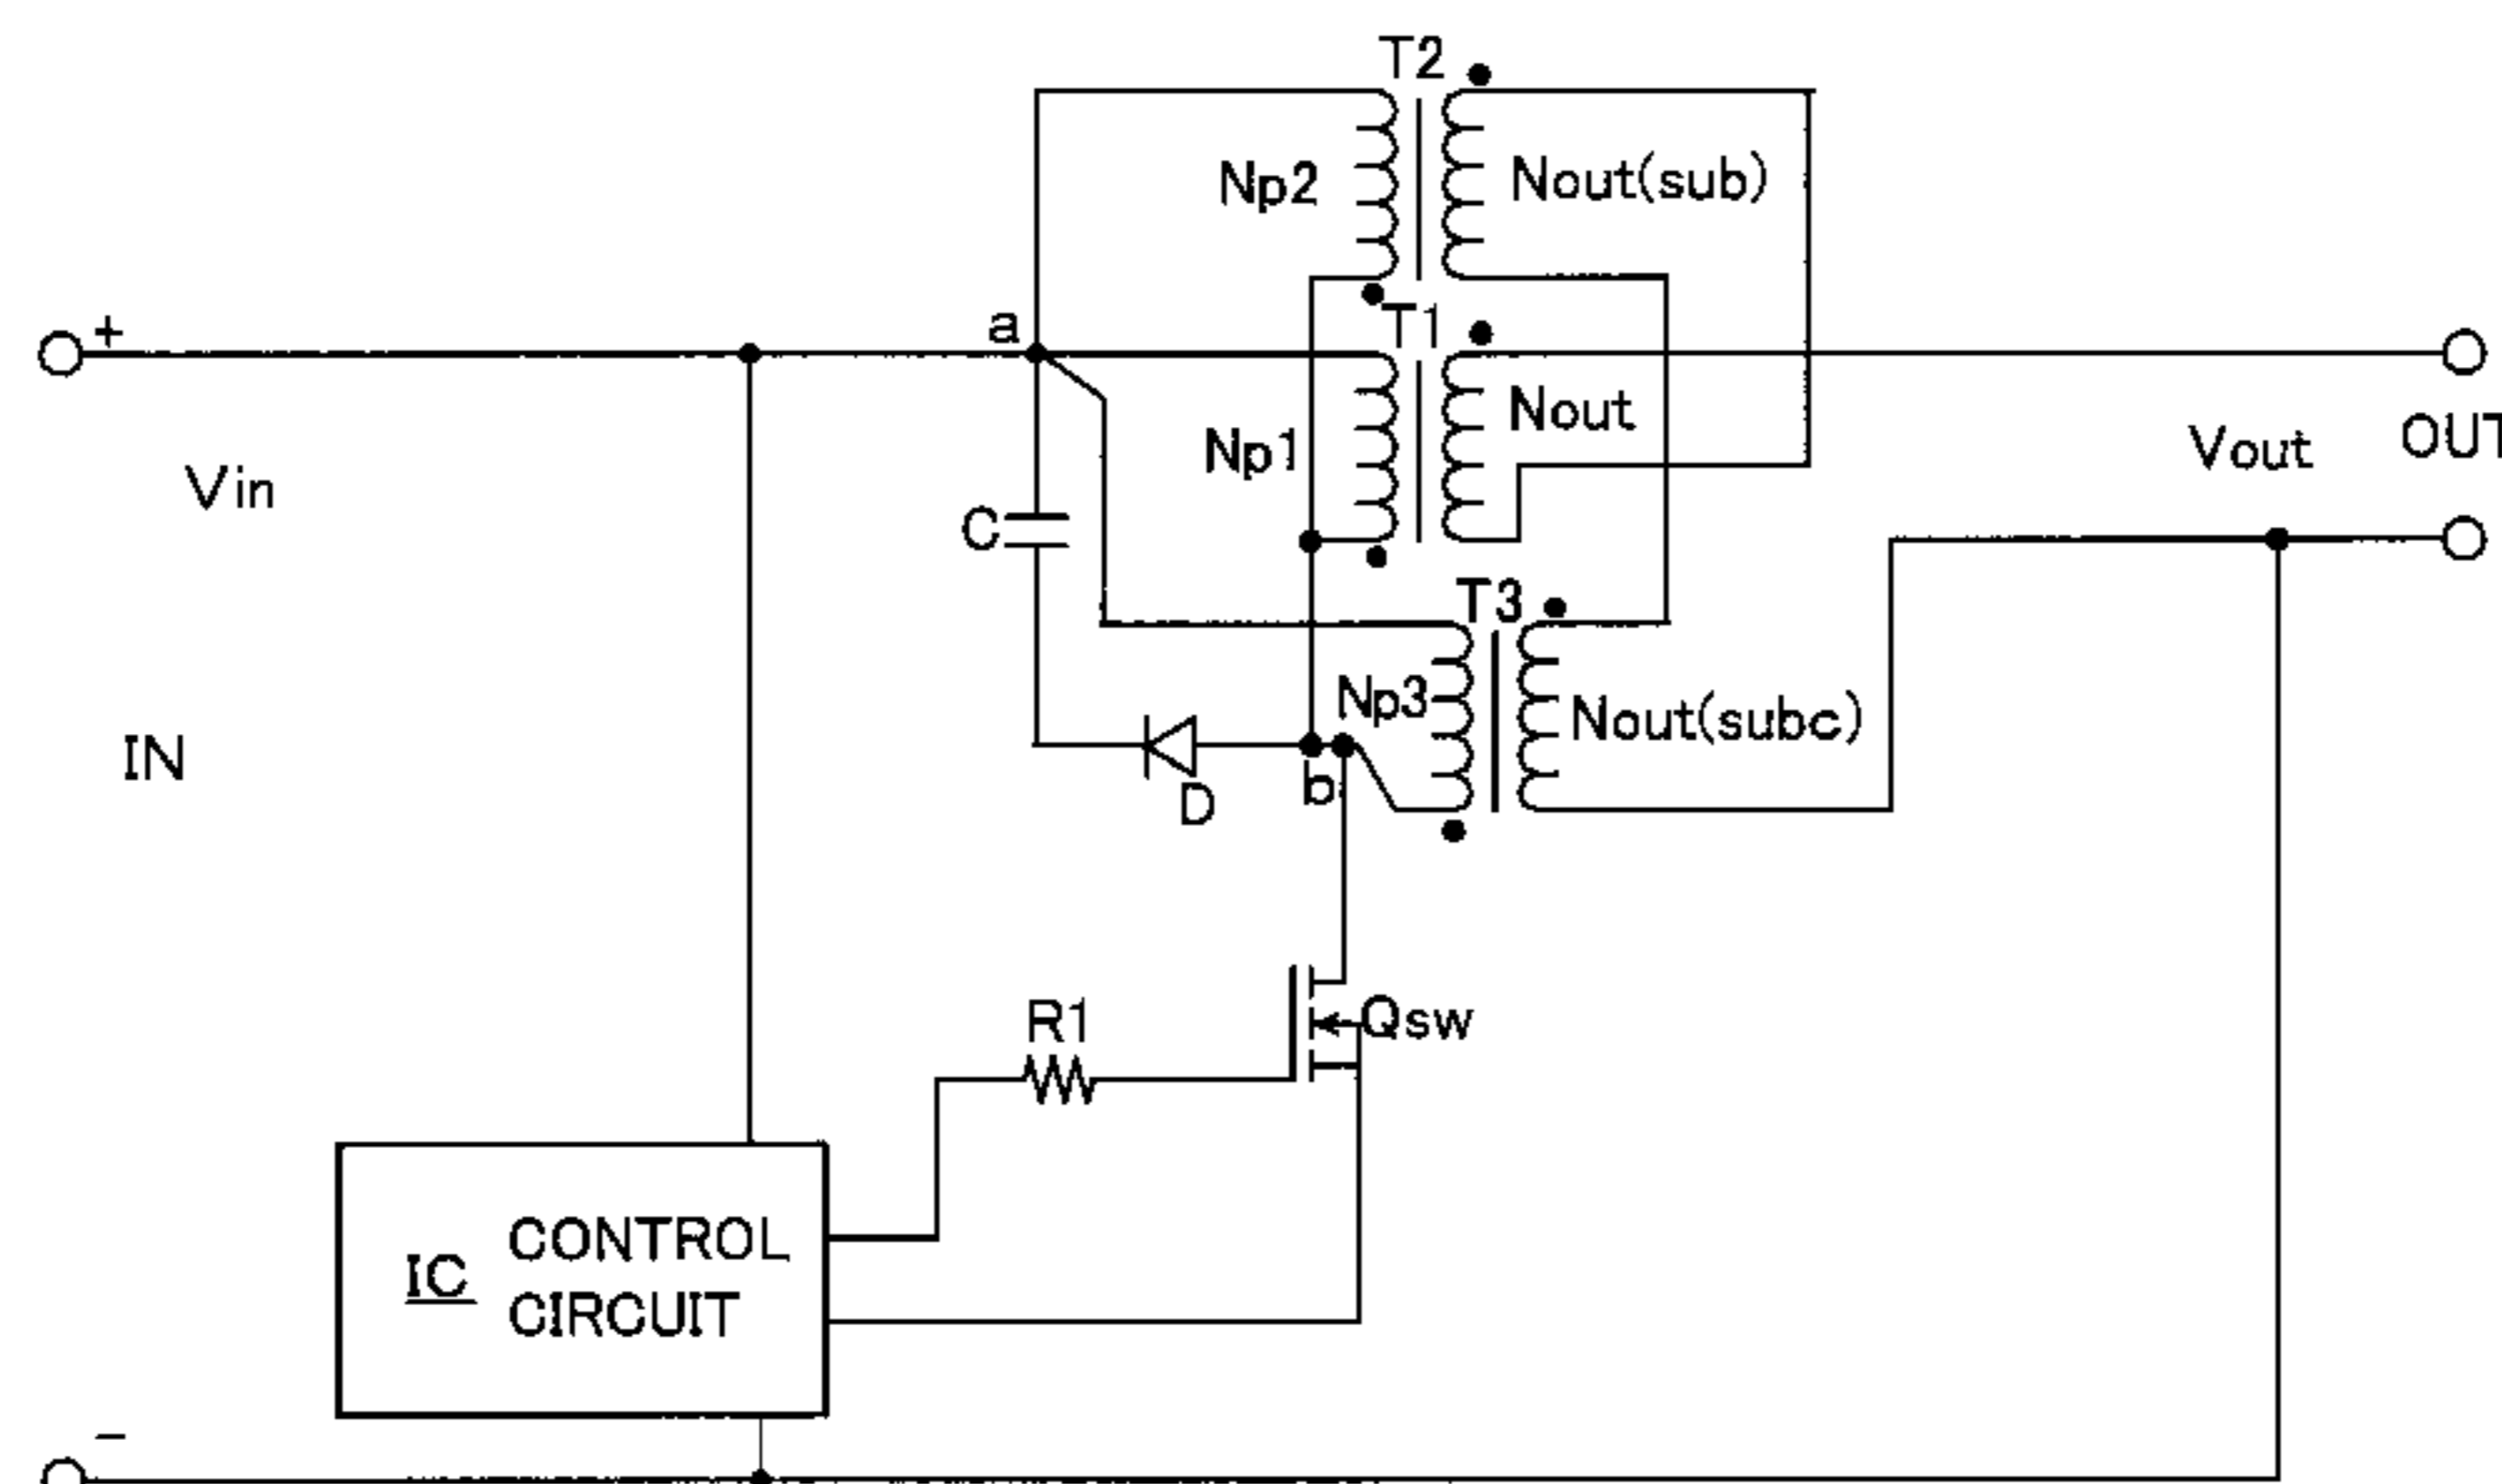 T2
Np2
Nout(sub)
+
a
T1
Np1
Nout
Vin
Vout
OUT
C
T3
Np3
Nout(subc)
IN
b
D
R1
Qsw
IC
CONTROL
CIRCUIT
−